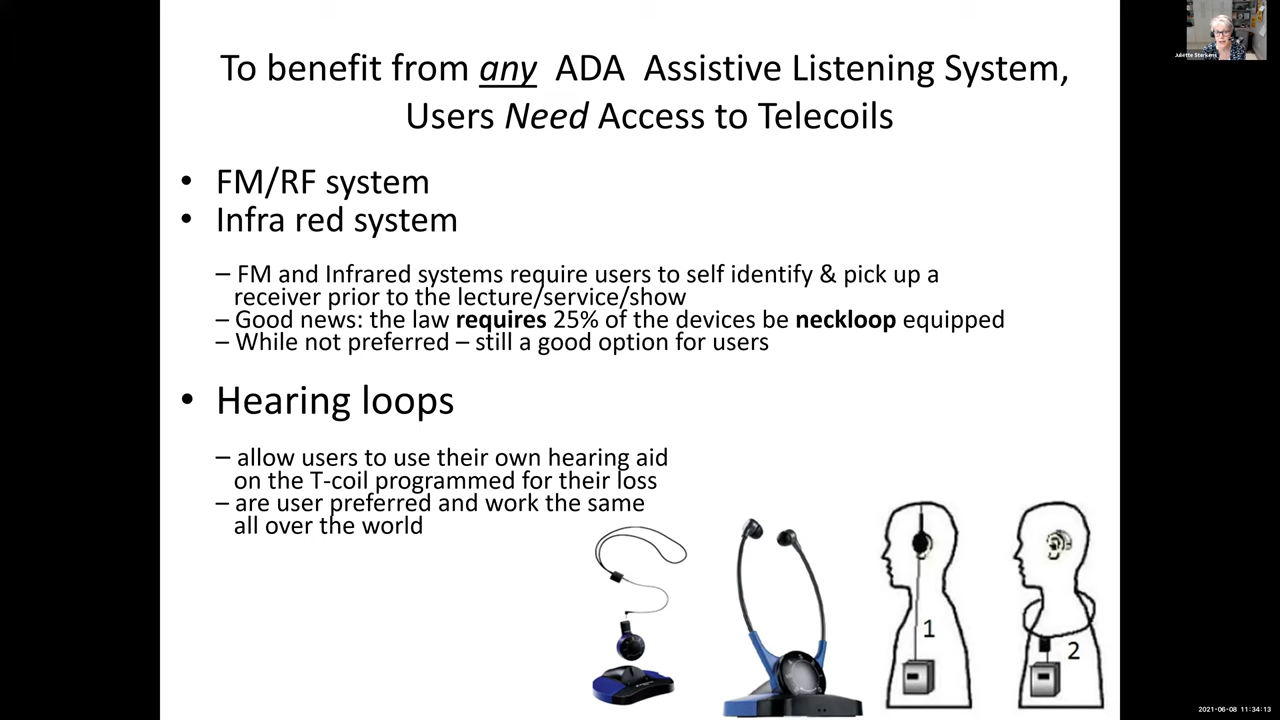 To benefit from any ADA Assistive Listening System,
Users Need Access to Telecoils
• FM/RF system
• Infra red system
– FM and Infrared systems require users to self identify & pick up a
receiver prior to the lecture/service/show
– Good news: the law requires 25% of the devices be neckloop equipped
– While not preferred – still a good option for users
• Hearing loops
– allow users to use their own hearing aid
on the T-coil programmed for their loss
– are user preferred and work the same
all over the world
1
2
Juliette Sterkens
2021-06-08 11:34:13